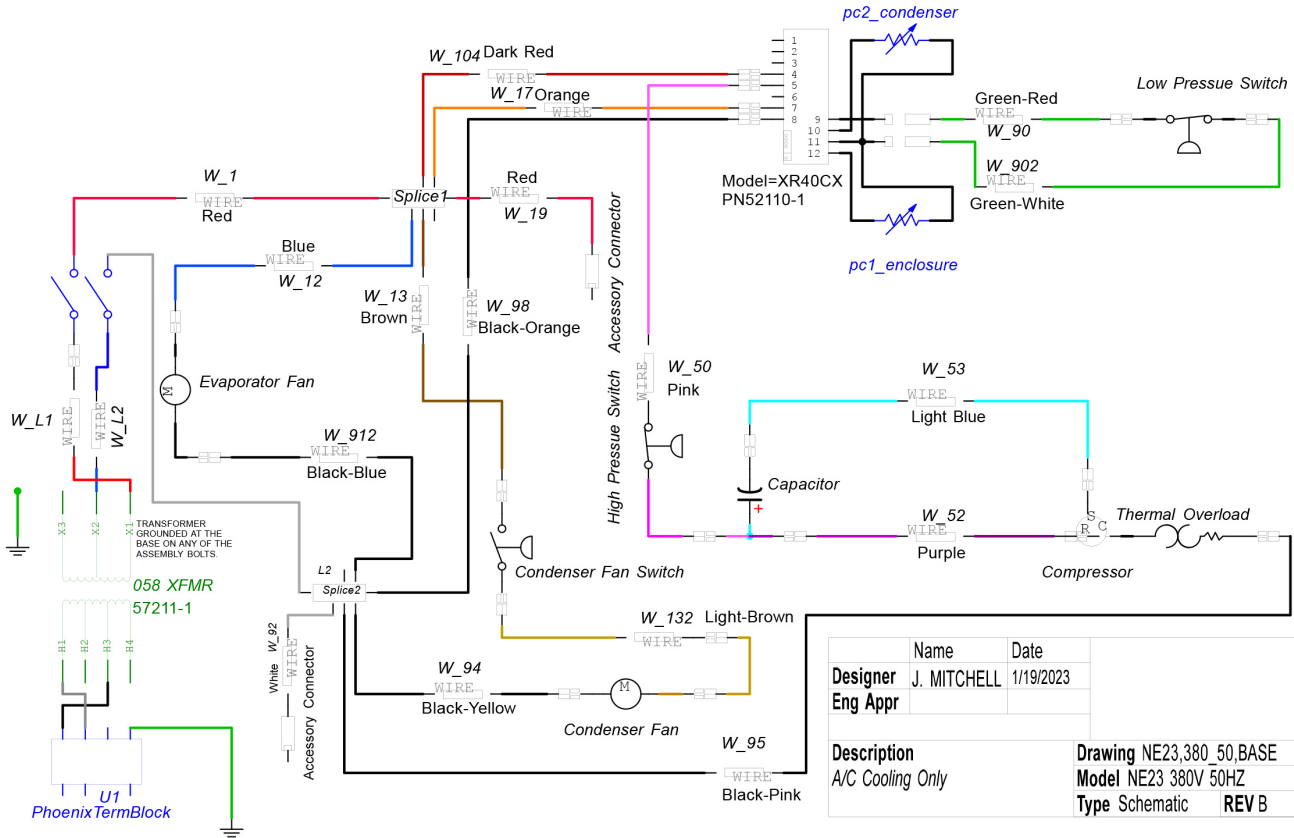 pc2_condenser
W_104 Dark Red
WIRE
W_17 Orange
WIRE
1
2
3
4
5
6
7
8
9
10
11
12
Model=XR40CX
PN52110-1
Green-Red
WIRE
W_90
W_902
WIRE
Green-White
Low Pressue Switch
pc1_enclosure
W_1
WIRE
Red
Splice1
Red
WIRE
W_19
Blue
WIRE
W_12
W_13
Brown
WIRE
W_98
Black-Orange
WIRE
Accessory Connector
High Pressue Switch
W_50
Pink
WIRE
Evaporator Fan
M
W_L1
WIRE
WIRE
W_L2
W_912
WIRE
Black-Blue
W_53
WIRE
Light Blue
Capacitor
+
W_52
WIRE
Purple
S
R C
Thermal Overload
Compressor
X3
X2
X1
TRANSFORMER
GROUNDED AT THE
BASE ON ANY OF THE
ASSEMBLY BOLTS.
058 XFMR
57211-1
H1
H2
H3
H4
L2
Splice2
Condenser Fan Switch
White
W_92
WIRE
Accessory Connector
W_132
WIRE
Light-Brown
W_94
WIRE
Black-Yellow
M
Condenser Fan
W_95
WIRE
Black-Pink
U1
PhoenixTermBlock
Name Date
Designer J. MITCHELL 1/19/2023
Eng Appr
Description
A/C Cooling Only
Drawing NE23,380_50,BASE
Model NE23 380V 50HZ
Type Schematic REV B